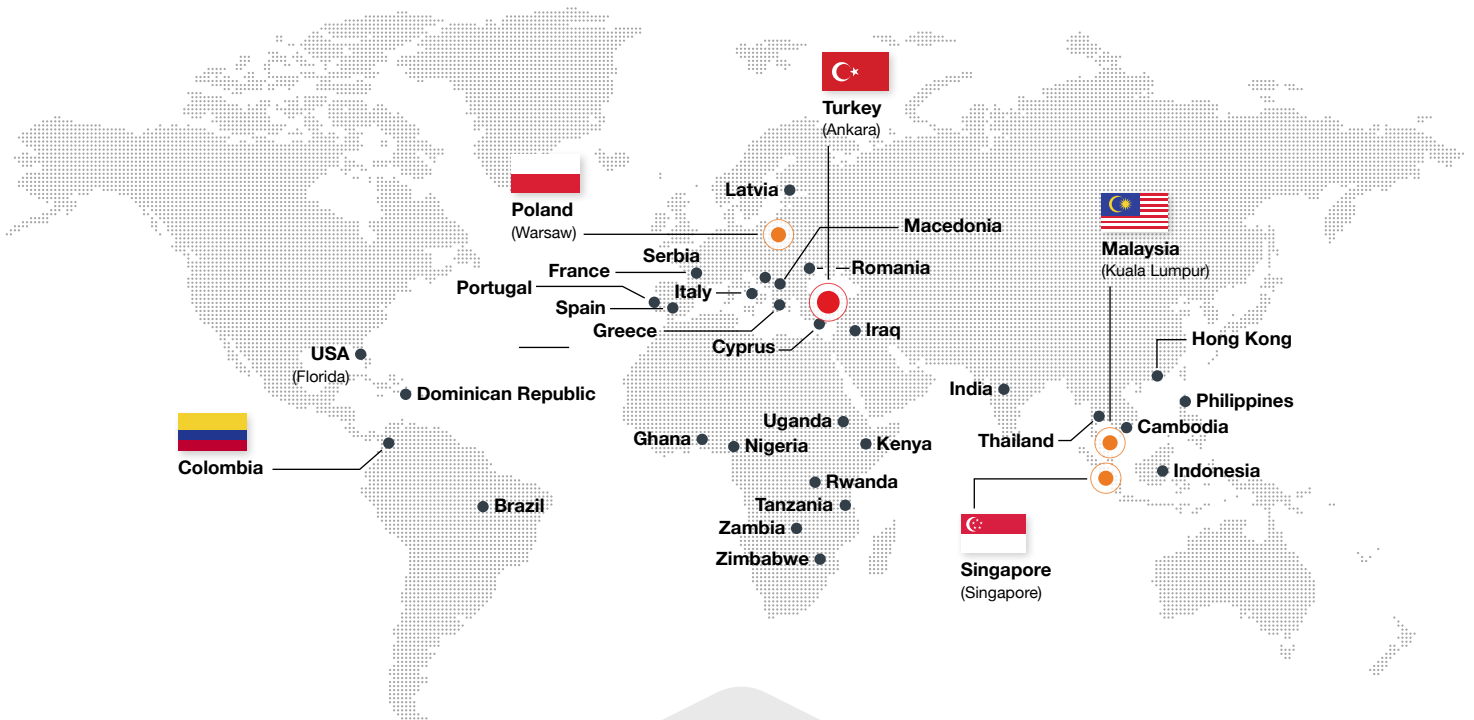 Turkey
(Ankara)
Latvia
Poland
(Warsaw)
Macedonia
Malaysia
(Kuala Lumpur)
Serbia
France
Romania
Portugal
Italy
Spain
Greece
Iraq
Cyprus
Hong Kong
USA
(Florida)
Dominican Republic
India
Philippines
Uganda
Cambodia
Ghana
Nigeria
Kenya
Thailand
Colombia
Indonesia
Rwanda
Brazil
Tanzania
Zambia
Zimbabwe
Singapore
(Singapore)